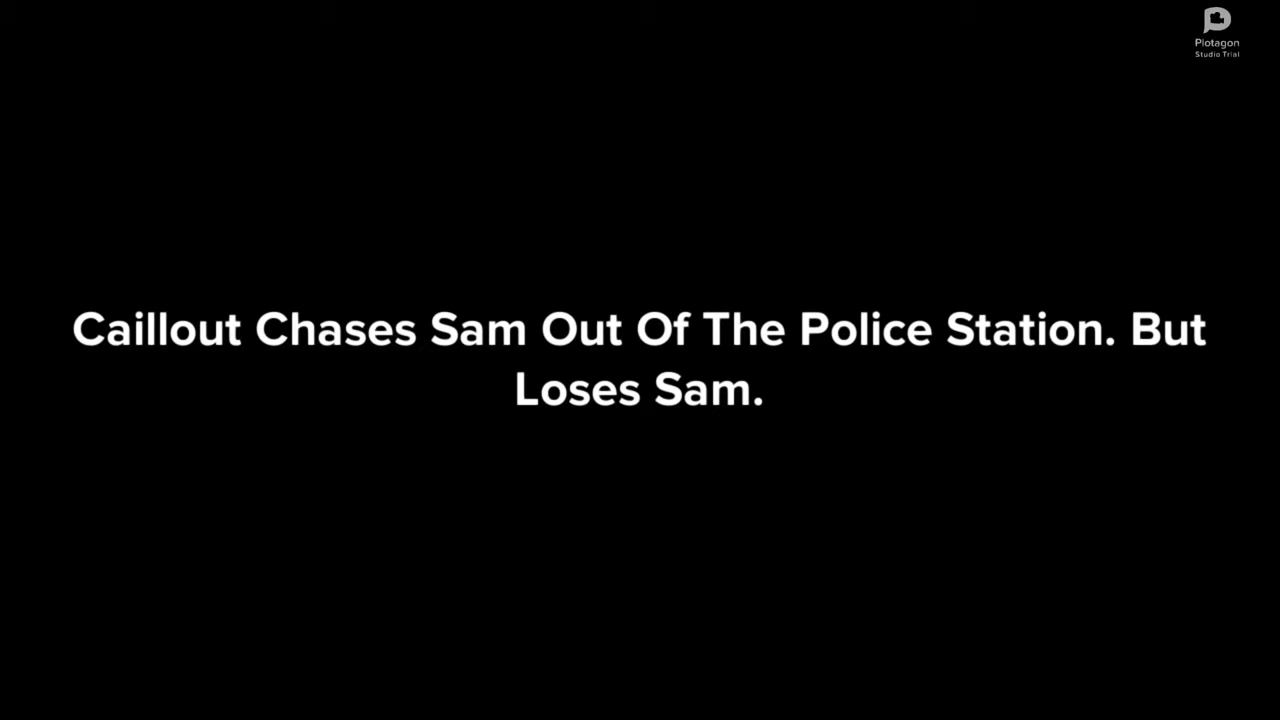 Plotagon
Studio Trial
Caillout Chases Sam Out Of The Police Station. But
Loses Sam.